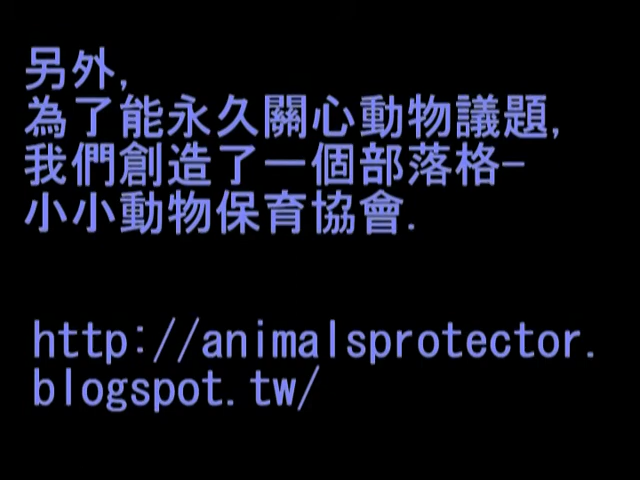 另外,
為了能永久關心動物議題,
我們創造了一個部落格-
小小動物保育協會.
http://animalsprotector.
blogspot.tw/